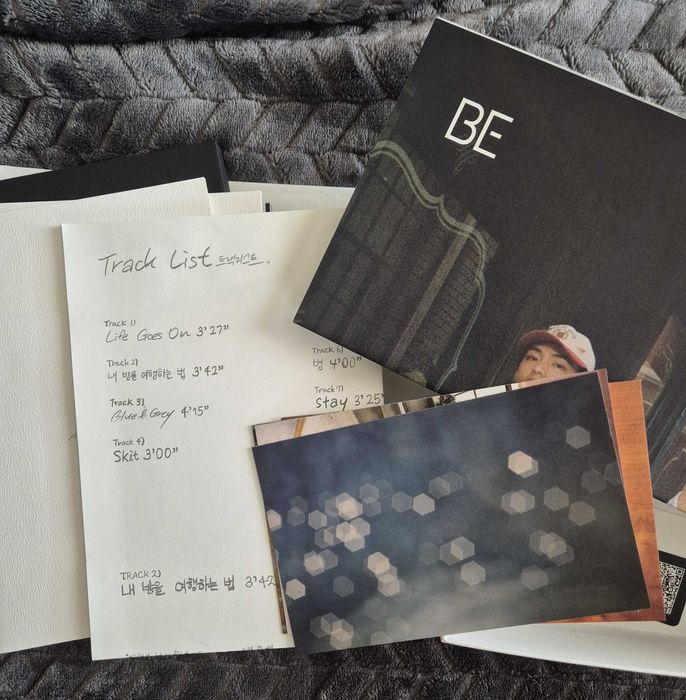 BE
Track List 트랙리스트
Track 1)
Life Goes On 3'27"
Track 2)
내 방을 여행하는 법 3'42"
Track 3)
Blue & Grey 4'15"
Track 4)
Skit 3'00"
Track 6)
병 4'00"
Track 7)
stay 3'25"
TRACK 2)
내 방을 여행하는 법 3'42